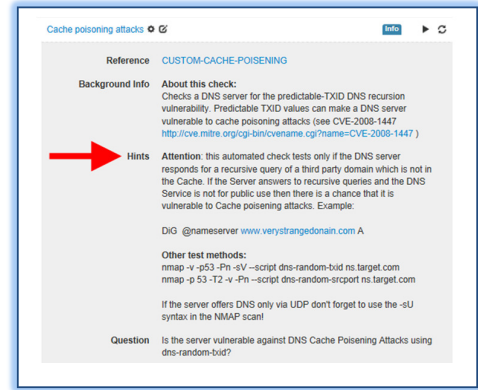 Cache poisoning attacks Info
Reference CUSTOM-CACHE-POISENING
Background Info About this check:
Checks a DNS server for the predictable-TXID DNS recursion
vulnerability. Predictable TXID values can make a DNS server
vulnerable to cache poisoning attacks (see CVE-2008-1447
http://cve.mitre.org/cgi-bin/cvename.cgi?name=CVE-2008-1447 )
Hints Attention: this automated check tests only if the DNS server
responds for a recursive query of a third party domain which is not in
the Cache. If the Server answers to recursive queries and the DNS
Service is not for public use then there is a chance that it is
vulnerable to Cache poisoning attacks. Example:
DiG @nameserver www.verystrangedonain.com A
Other test methods:
nmap -v -p53 -Pn -sV --script dns-random-txid ns.target.com
nmap -p 53 -T2 -v -Pn --script dns-random-srcport ns.target.com
If the server offers DNS only via UDP don't forget to use the -sU
syntax in the NMAP scan!
Question Is the server vulnerable against DNS Cache Poisening Attacks using
dns-random-txid?